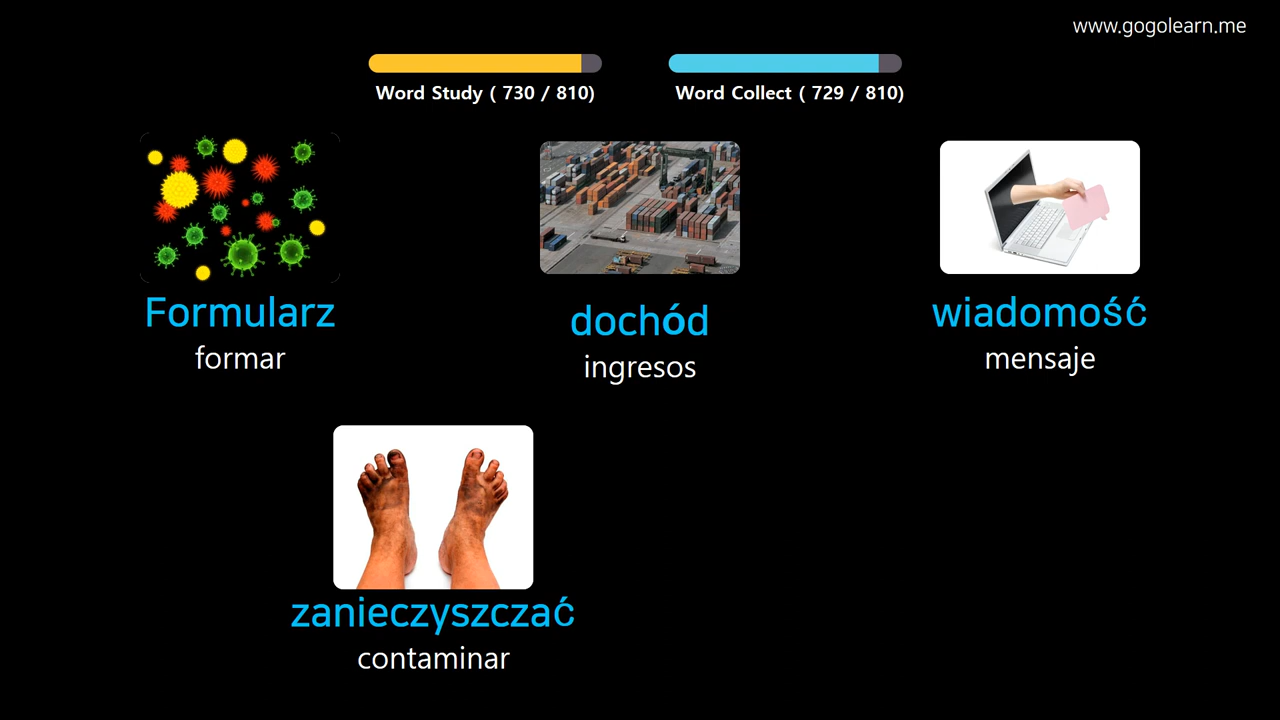 www.gogolearn.me
Word Study ( 730 / 810)
Word Collect ( 729 / 810)
Formularz
formar
dochód
ingresos
wiadomość
mensaje
zanieczyszczać
contaminar